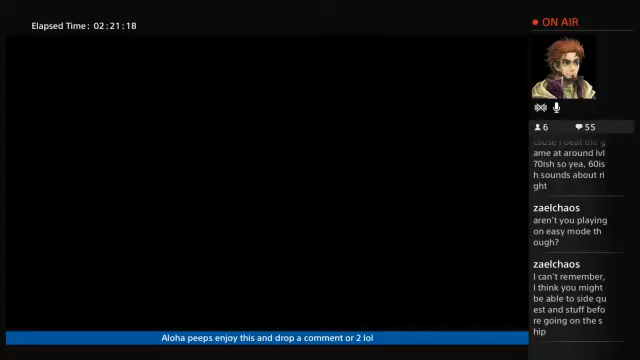 Elapsed Time: 02:21:18
ON AIR
6
55
cause i beat the g
ame at around lvl
70ish so yea, 60is
h sounds about ri
ght
zaelchaos
aren't you playing
on easy mode th
ough?
zaelchaos
I can't remember,
I think you might
be able to side qu
est and stuff befo
re going on the s
hip
Aloha peeps enjoy this and drop a comment or 2 lol